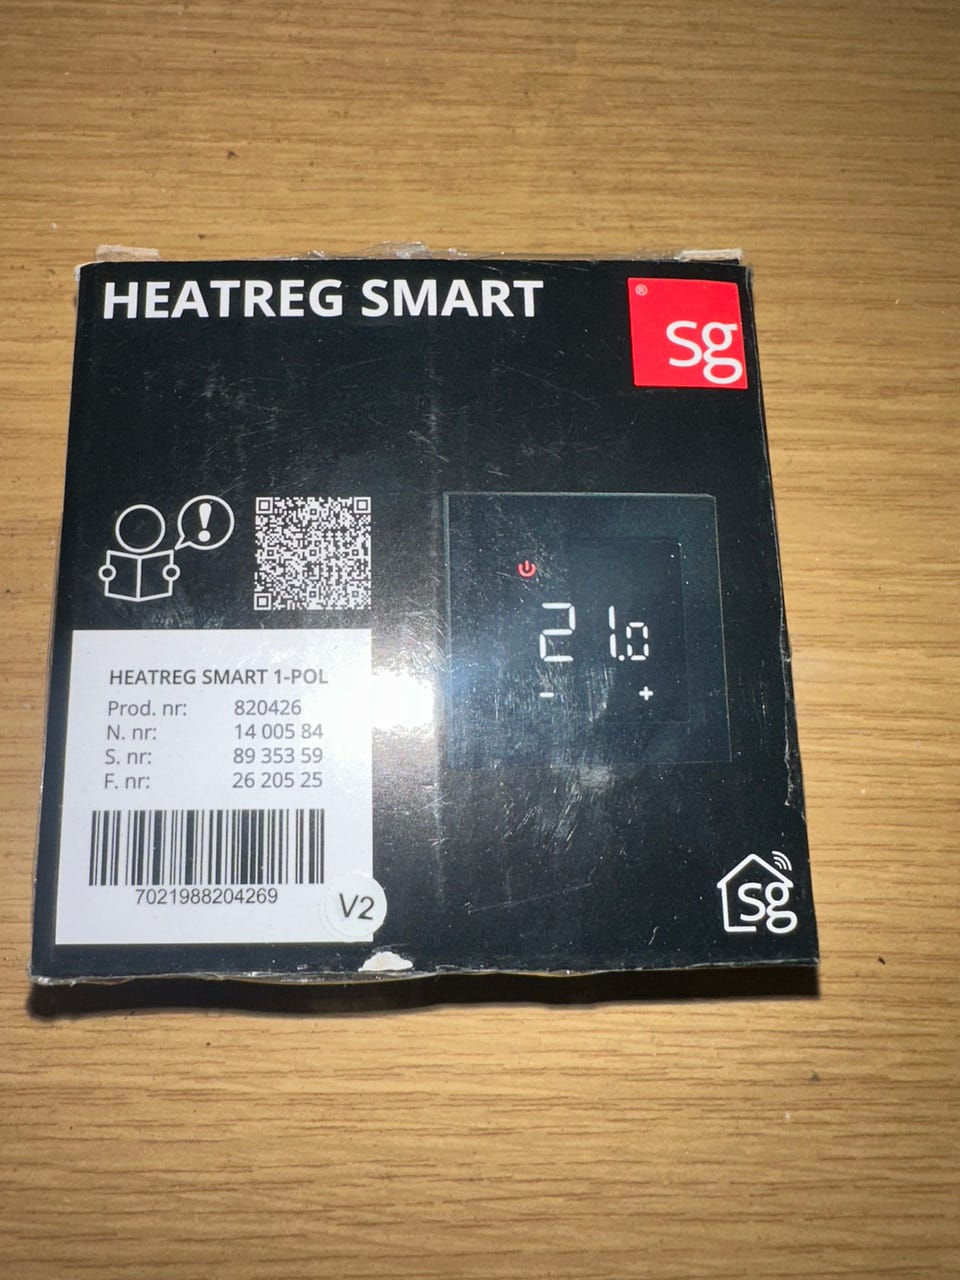 HEATREG SMART
®
sg
!
21.0
- +
HEATREG SMART 1-POL
Prod. nr: 820426
N. nr: 14 005 84
S. nr: 89 353 59
F. nr: 26 205 25
7021988204269
V2
sg